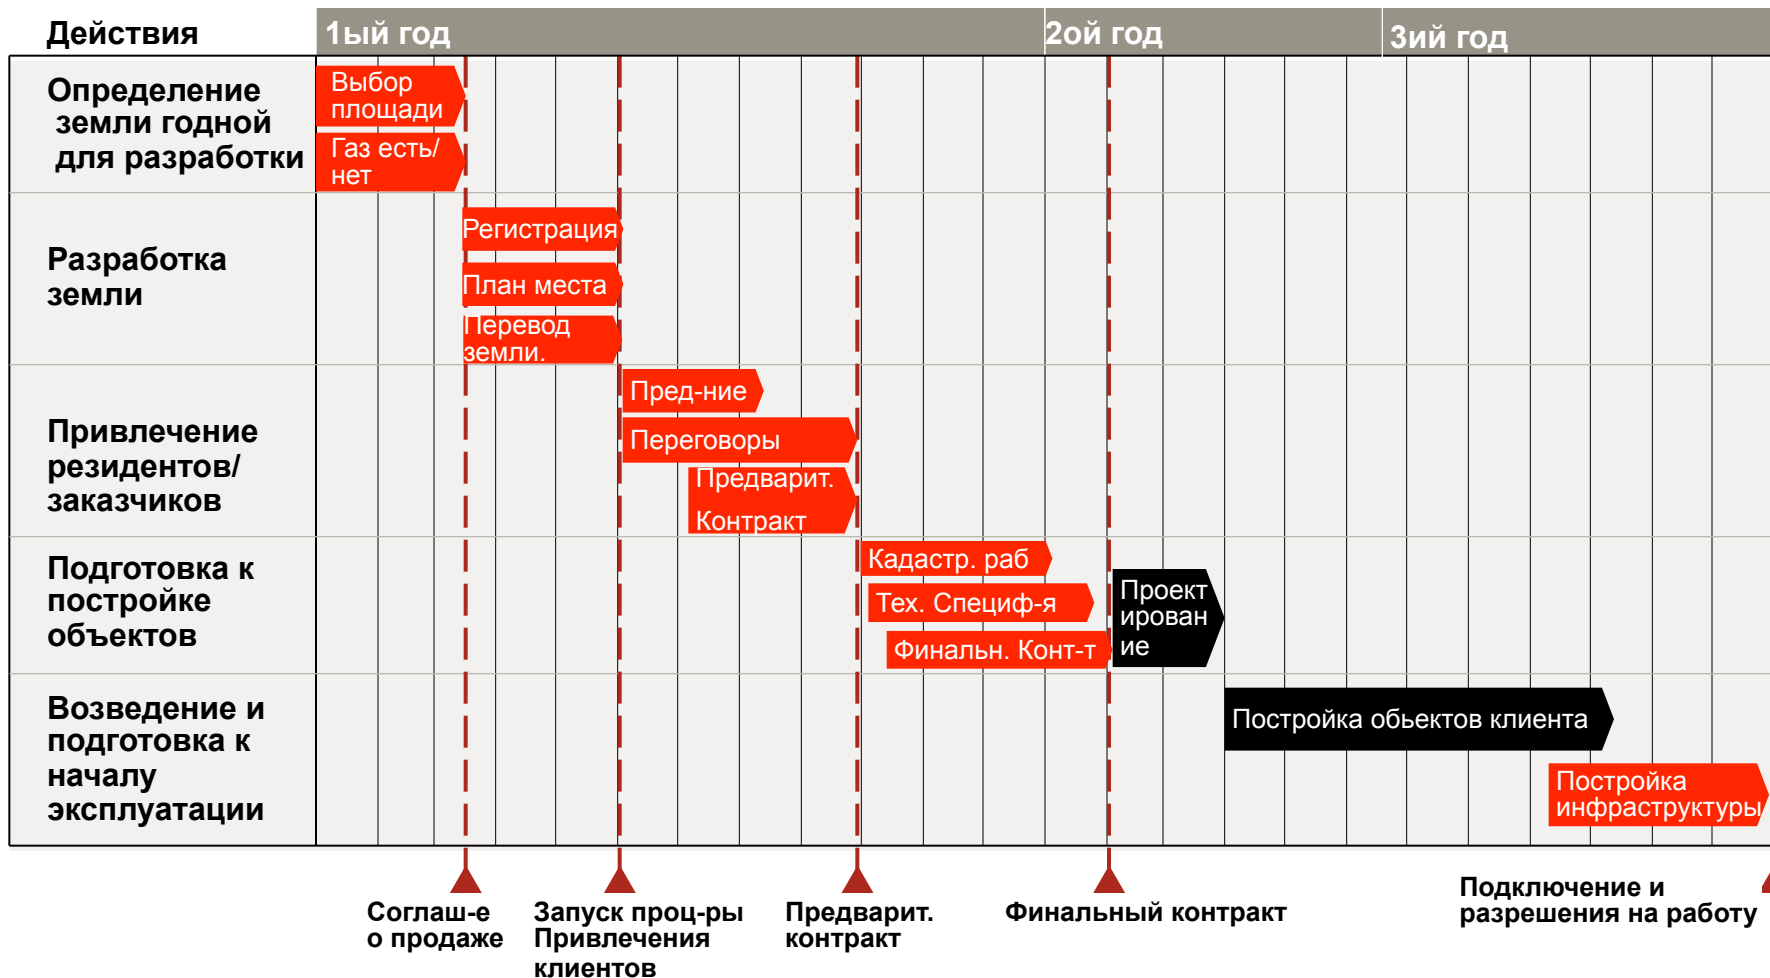 Действия
1ый год
2ой год
3ий год
Определение
земли годной
для разработки
Выбор
площади
Газ есть/
нет
Разработка
земли
Регистрация
План места
Перевод
земли.
Привлечение
резидентов/
заказчиков
Пред-ние
Переговоры
Предварит.
Контракт
Подготовка к
постройке
объектов
Кадастр. раб
Тех. Специф-я
Финальн. Конт-т
Проект
ирован
ие
Возведение и
подготовка к
началу
эксплуатации
Постройка обьектов клиента
Постройка
инфраструктуры
Соглаш-е
о продаже
Запуск проц-ры
Привлечения
клиентов
Предварит.
контракт
Финальный контракт
Подключение и
разрешения на работу